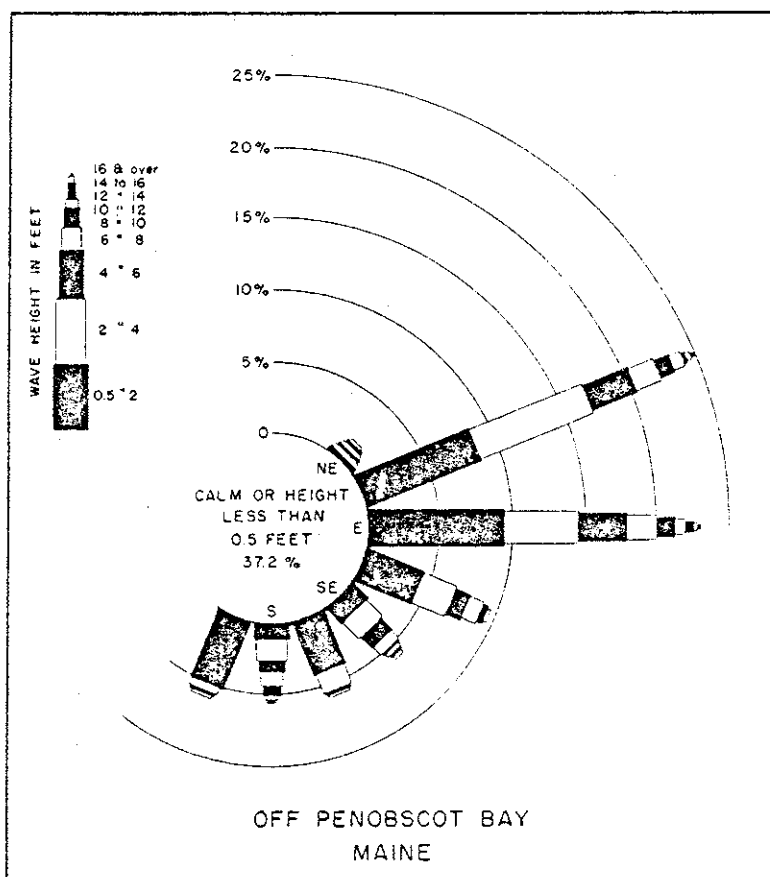 25%
20%
15%
10%
5%
0
WAVE HEIGHT IN FEET
16 & over
14 to 16
12 " 14
10 " 12
8 " 10
6 " 8
4 " 6
2 " 4
0.5 " 2
NE
E
SE
S
CALM OR HEIGHT
LESS THAN
0.5 FEET
37.2 %
OFF PENOBSCOT BAY
MAINE